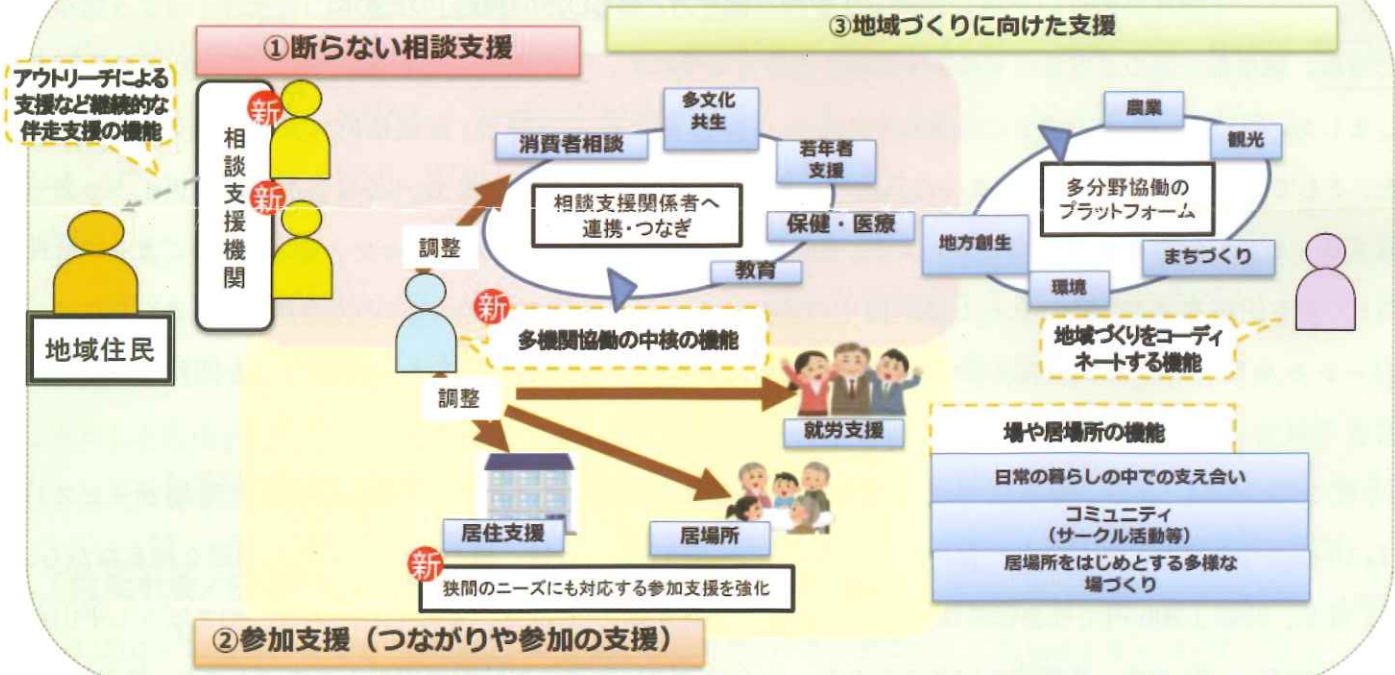 ①断らない相談支援
③地域づくりに向けた支援
アウトリーチによる
支援など継続的な
伴走支援の機能
新
新
相談支援機関
地域住民
多文化
共生
消費者相談
若年者
支援
相談支援関係者へ
連携・つなぎ
保健・医療
教育
調整
新
多機関協働の中核の機能
農業
観光
多分野協働の
プラットフォーム
地方創生
まちづくり
環境
地域づくりをコーディ
ネートする機能
調整
就労支援
居住支援
居場所
新
狭間のニーズにも対応する参加支援を強化
場や居場所の機能
日常の暮らしの中での支え合い
コミュニティ
(サークル活動等)
居場所をはじめとする多様な
場づくり
②参加支援(つながりや参加の支援)